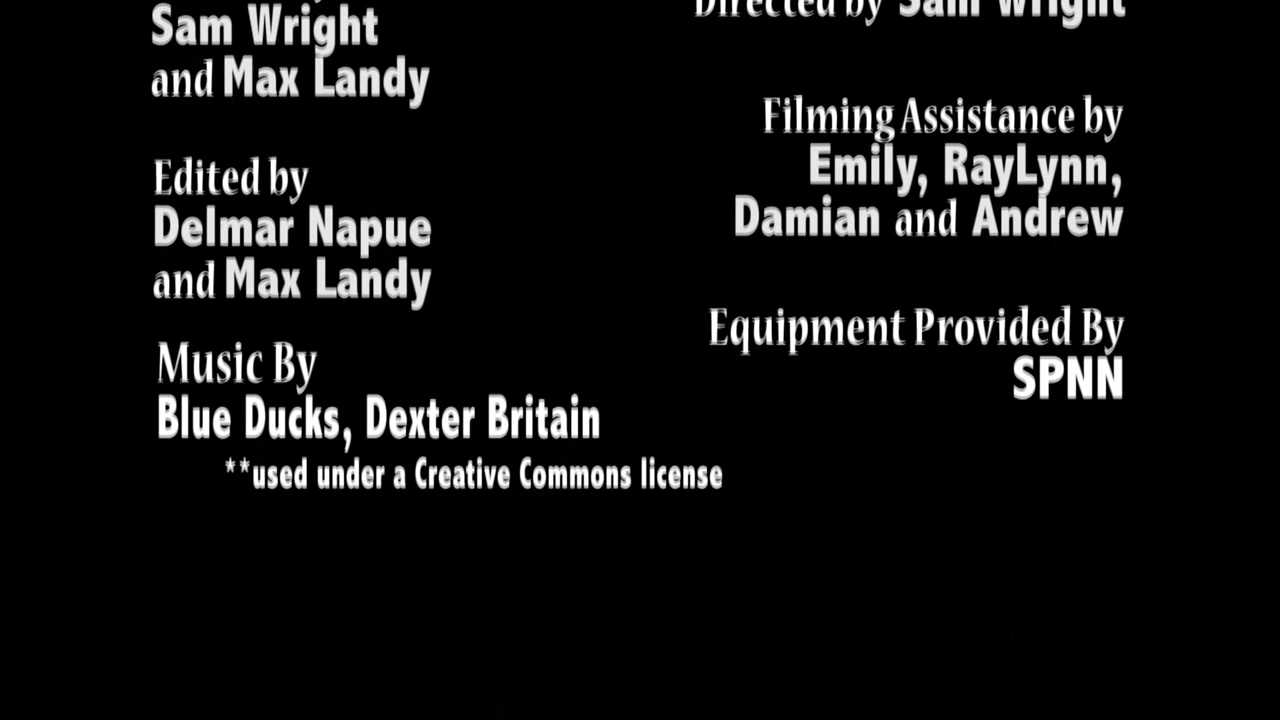 Sam Wright
and Max Landy
Edited by
Delmar Napue
and Max Landy
Music By
Blue Ducks, Dexter Britain
**used under a Creative Commons license
Directed by Sam Wright
Filming Assistance by
Emily, RayLynn,
Damian and Andrew
Equipment Provided By
SPNN